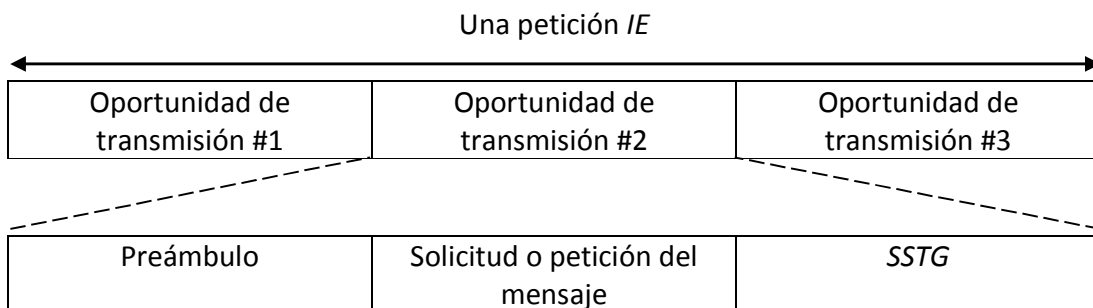 Una petición IE
Oportunidad de
transmisión #1
Oportunidad de
transmisión #2
Oportunidad de
transmisión #3
Preámbulo
Solicitud o petición del
mensaje
SSTG